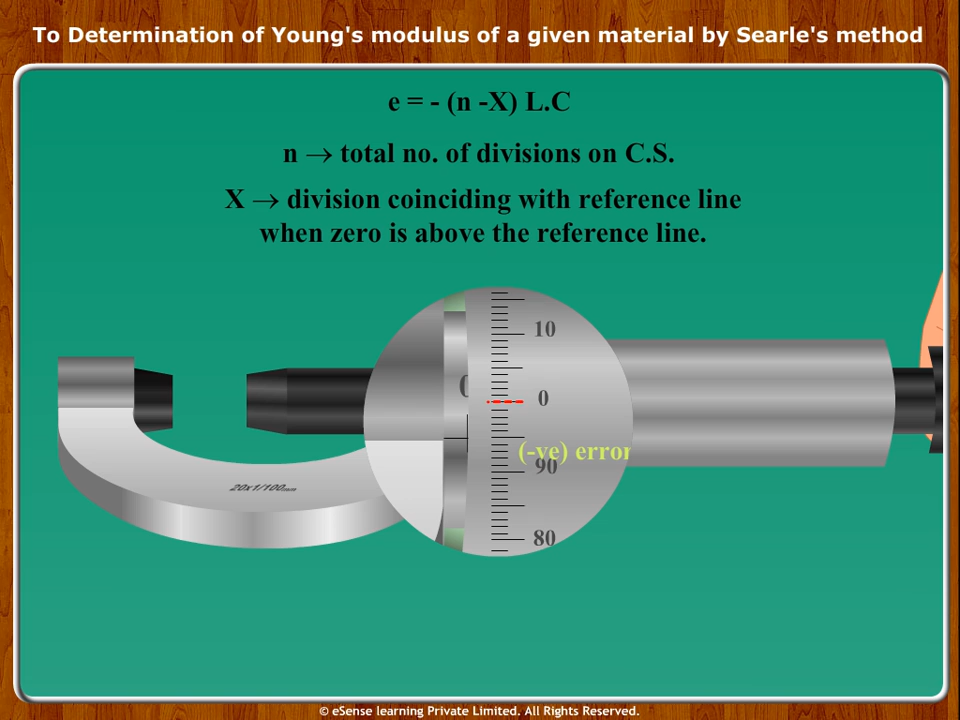 To Determination of Young's modulus of a given material by Searle's method
e = - (n -X) L.C
n → total no. of divisions on C.S.
X → division coinciding with reference line
when zero is above the reference line.
10
0
0
(-ve) error
90
80
20x1/100mm
© eSense learning Private Limited. All Rights Reserved.